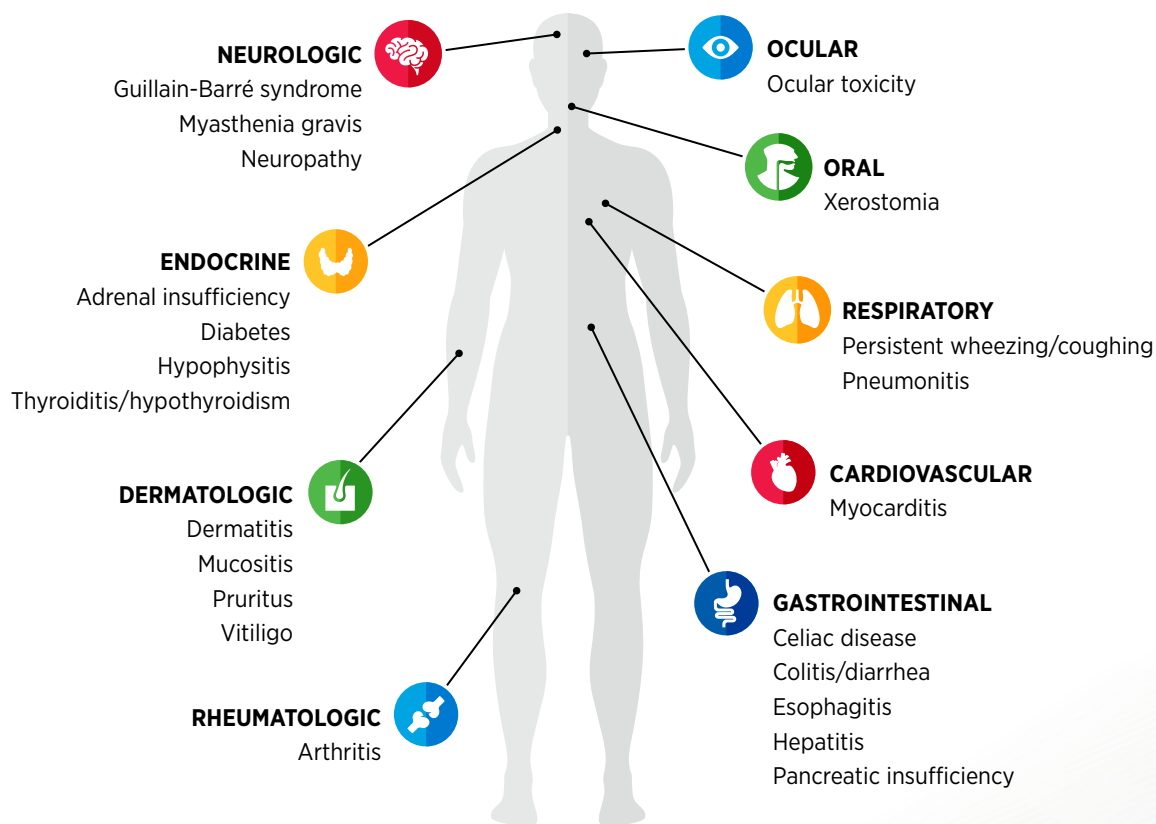 NEUROLOGIC
Guillain-Barré syndrome
Myasthenia gravis
Neuropathy
ENDOCRINE
Adrenal insufficiency
Diabetes
Hypophysitis
Thyroiditis/hypothyroidism
DERMATOLOGIC
Dermatitis
Mucositis
Pruritus
Vitiligo
RHEUMATOLOGIC
Arthritis
OCULAR
Ocular toxicity
ORAL
Xerostomia
RESPIRATORY
Persistent wheezing/coughing
Pneumonitis
CARDIOVASCULAR
Myocarditis
GASTROINTESTINAL
Celiac disease
Colitis/diarrhea
Esophagitis
Hepatitis
Pancreatic insufficiency